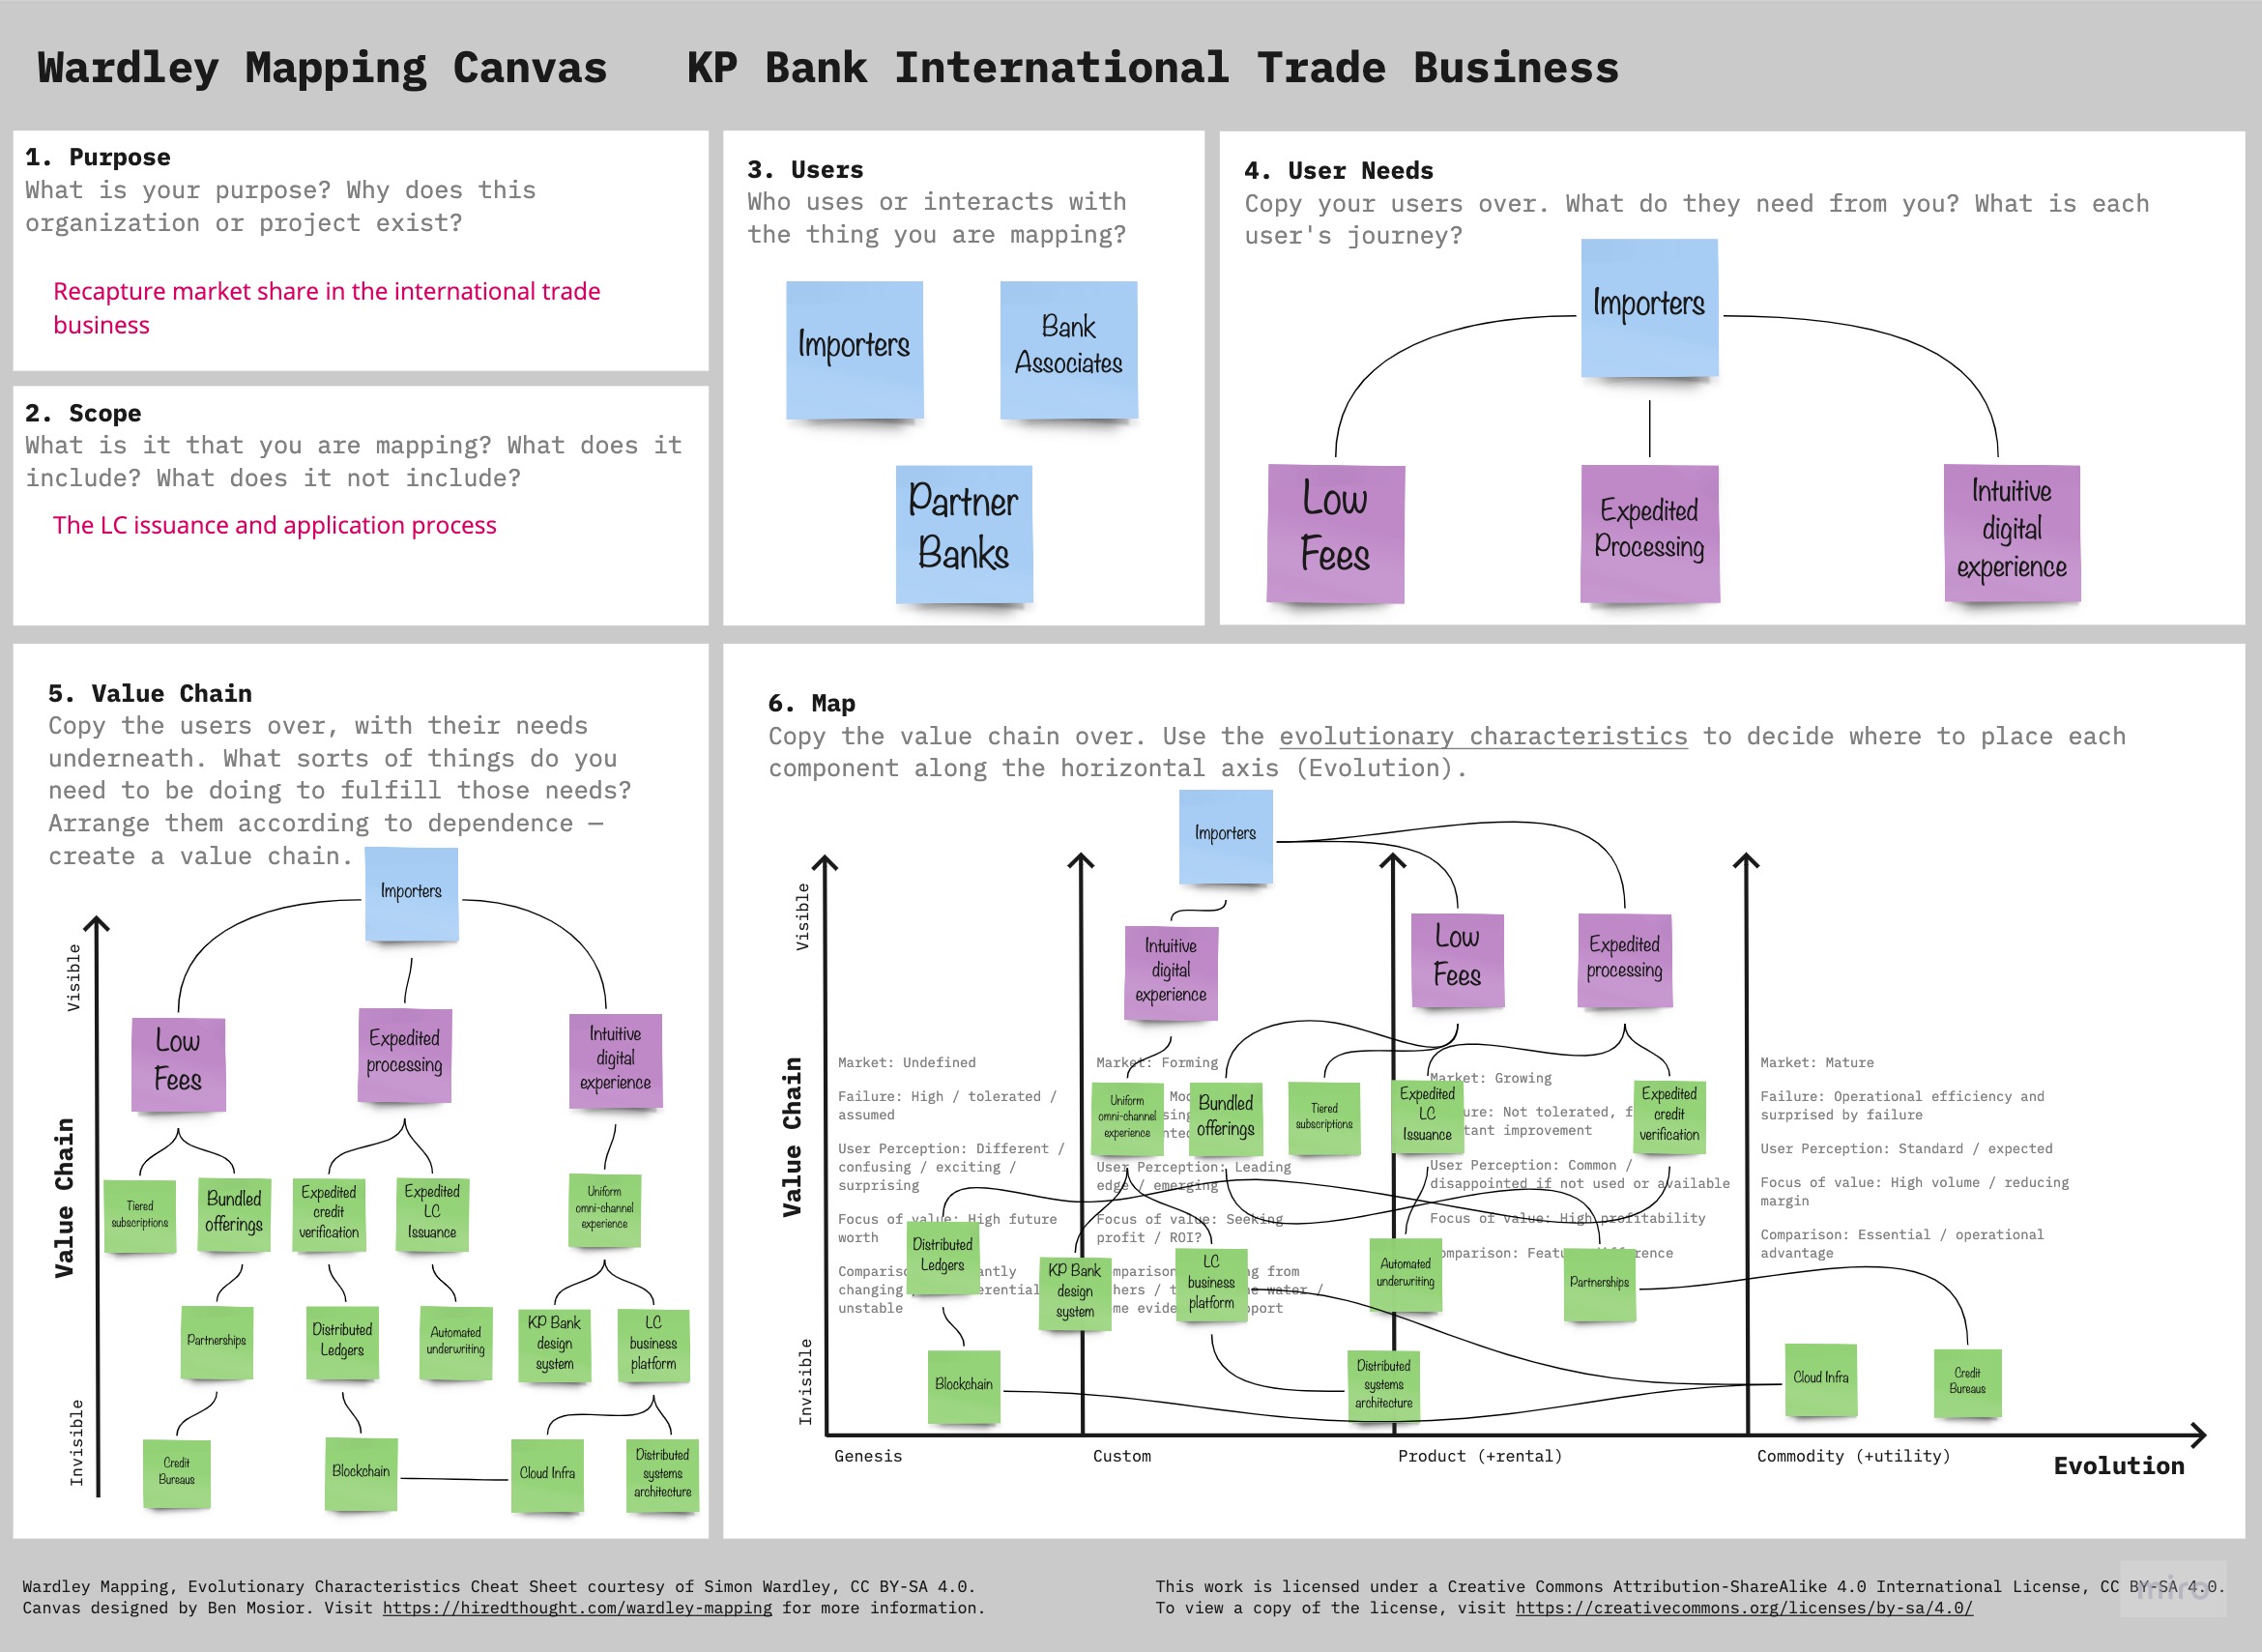 Wardley Mapping Canvas KP Bank International Trade Business
1. Purpose
What is your purpose? Why does this
organization or project exist?
Recapture market share in the international trade
business
2. Scope
What is it that you are mapping? What does it
include? What does it not include?
The LC issuance and application process
3. Users
Who uses or interacts with
the thing you are mapping?
Importers
Bank
Associates
Partner
Banks
4. User Needs
Copy your users over. What do they need from you? What is each
user's journey?
Importers
Low
Fees
Expedited
Processing
Intuitive
digital
experience
5. Value Chain
Copy the users over, with their needs
underneath. What sorts of things do you
need to be doing to fulfill those needs?
Arrange them according to dependence —
create a value chain.
Importers
Visible
Value Chain
Invisible
Low
Fees
Expedited
processing
Intuitive
digital
experience
Tiered
subscriptions
Bundled
offerings
Expedited
credit
verification
Expedited
LC
Issuance
Uniform
omni-channel
experience
Partnerships
Distributed
Ledgers
Automated
underwriting
KP Bank
design
system
LC
business
platform
Credit
Bureaus
Blockchain
Cloud Infra
Distributed
systems
architecture
6. Map
Copy the value chain over. Use the evolutionary characteristics to decide where to place each
component along the horizontal axis (Evolution).
Visible
Value Chain
Invisible
Importers
Intuitive
digital
experience
Low
Fees
Expedited
processing
Market: Undefined
Failure: High / tolerated /
assumed
User Perception: Different /
confusing / exciting /
surprising
Focus of value: High future
worth
changing
unstable
Market: Forming
User Perception: Leading
edge / emerging
Focus of value: Seeking
profit / ROI?
from
water /
Market: Growing
Not tolerated,
improvement
User Perception: Common /
disappointed if not used or available
Focus of value: High profitability
Market: Mature
Failure: Operational efficiency and
surprised by failure
User Perception: Standard / expected
Focus of value: High volume / reducing
margin
Comparison: Essential / operational
advantage
Uniform
omni-channel
experience
Bundled
offerings
Tiered
subscriptions
Expedited
LC
Issuance
Expedited
credit
verification
Distributed
Ledgers
KP Bank
design
system
LC
business
platform
Automated
underwriting
Partnerships
Blockchain
Distributed
systems
architecture
Cloud Infra
Credit
Bureaus
Genesis
Custom
Product (+rental)
Commodity (+utility)
Evolution
Wardley Mapping, Evolutionary Characteristics Cheat Sheet courtesy of Simon Wardley, CC BY-SA 4.0.
Canvas designed by Ben Mosior. Visit https://hiredthought.com/wardley-mapping for more information.
This work is licensed under a Creative Commons Attribution-ShareAlike 4.0 International License, CC BY-SA 4.0.
To view a copy of the license, visit https://creativecommons.org/licenses/by-sa/4.0/
miro